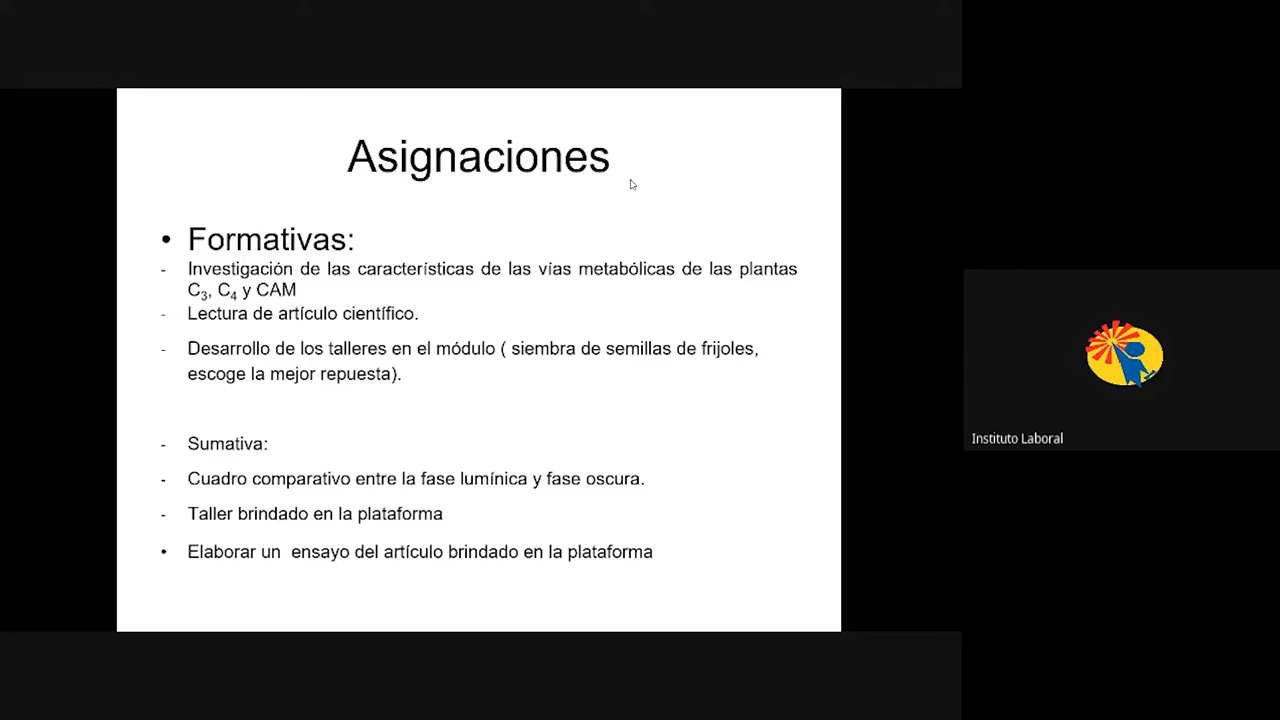 Asignaciones
• Formativas:
- Investigación de las características de las vías metabólicas de las plantas
C₃, C₄ y CAM
- Lectura de artículo científico.
- Desarrollo de los talleres en el módulo ( siembra de semillas de frijoles,
escoge la mejor repuesta).
- Sumativa:
- Cuadro comparativo entre la fase lumínica y fase oscura.
- Taller brindado en la plataforma
• Elaborar un ensayo del artículo brindado en la plataforma
Instituto Laboral